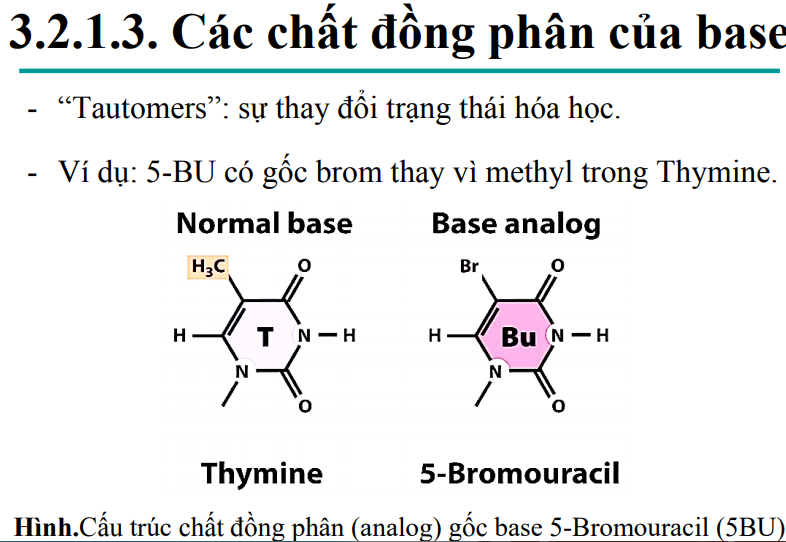 3.2.1.3. Các chất đồng phân của base
- “Tautomers”: sự thay đổi trạng thái hóa học.
- Ví dụ: 5-BU có gốc brom thay vì methyl trong Thymine.
Normal base
Base analog
H₃C
O
H
T
N
H
N
O
Br
O
H
Bu
N
H
N
O
Thymine
5-Bromouracil
Hình.Cấu trúc chất đồng phân (analog) gốc base 5-Bromouracil (5BU)